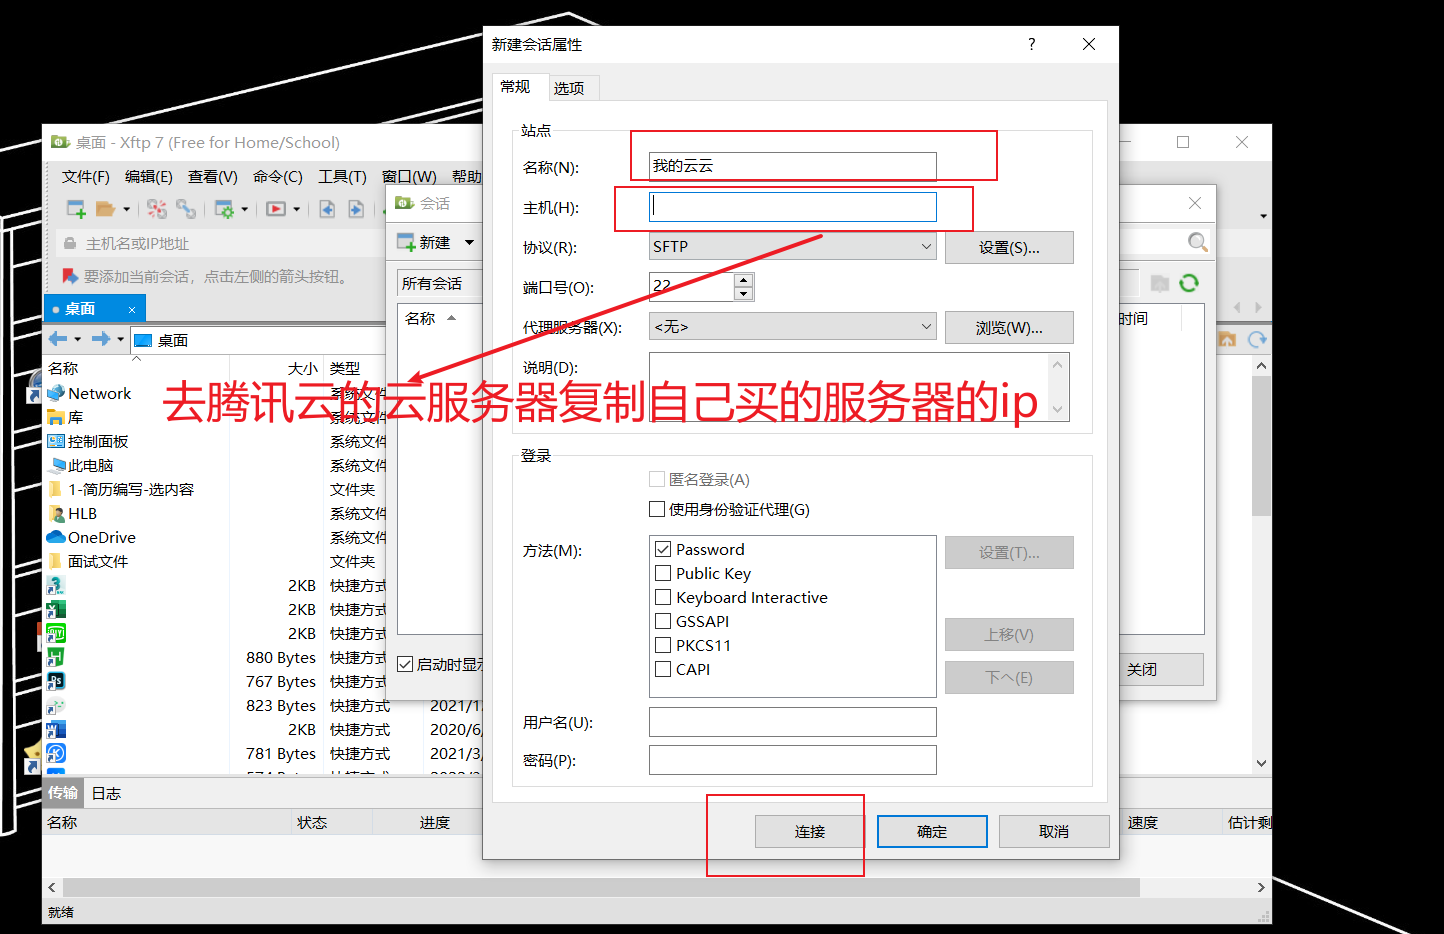 新建会话属性
常规 选项
桌面 - Xftp 7 (Free for Home/School)
文件(F) 编辑(E) 查看(V) 命令(C) 工具(T) 窗口(W) 帮助
主机名或IP地址
要添加当前会话，点击左侧的箭头按钮。
桌面
桌面
名称 大小 类型
Network 系统文件
库 系统文件
控制面板 系统文件
此电脑 系统文件
1-简历编写-选内容 文件夹
HLB 系统文件
OneDrive 系统文件
面试文件 文件夹
2KB 快捷方式
2KB 快捷方式
2KB 快捷方式
880 Bytes 快捷方式
767 Bytes 快捷方式
823 Bytes 快捷方式 2021/1
2KB 快捷方式 2020/6/
781 Bytes 快捷方式 2021/3/
传输 日志
名称 状态 进度 速度 估计剩
就绪
会话
新建
所有会话
名称
时间
启动时显示
关闭
站点
名称(N): 我的云云
主机(H):
协议(R): SFTP 设置(S)...
端口号(O): 22
代理服务器(X): <无> 浏览(W)...
说明(D):
去腾讯云的云服务器复制自己买的服务器的ip
登录
匿名登录(A)
使用身份验证代理(G)
方法(M):
Password
Public Key
Keyboard Interactive
GSSAPI
PKCS11
CAPI
设置(T)...
上移(V)
下へ(E)
用户名(U):
密码(P):
连接 确定 取消